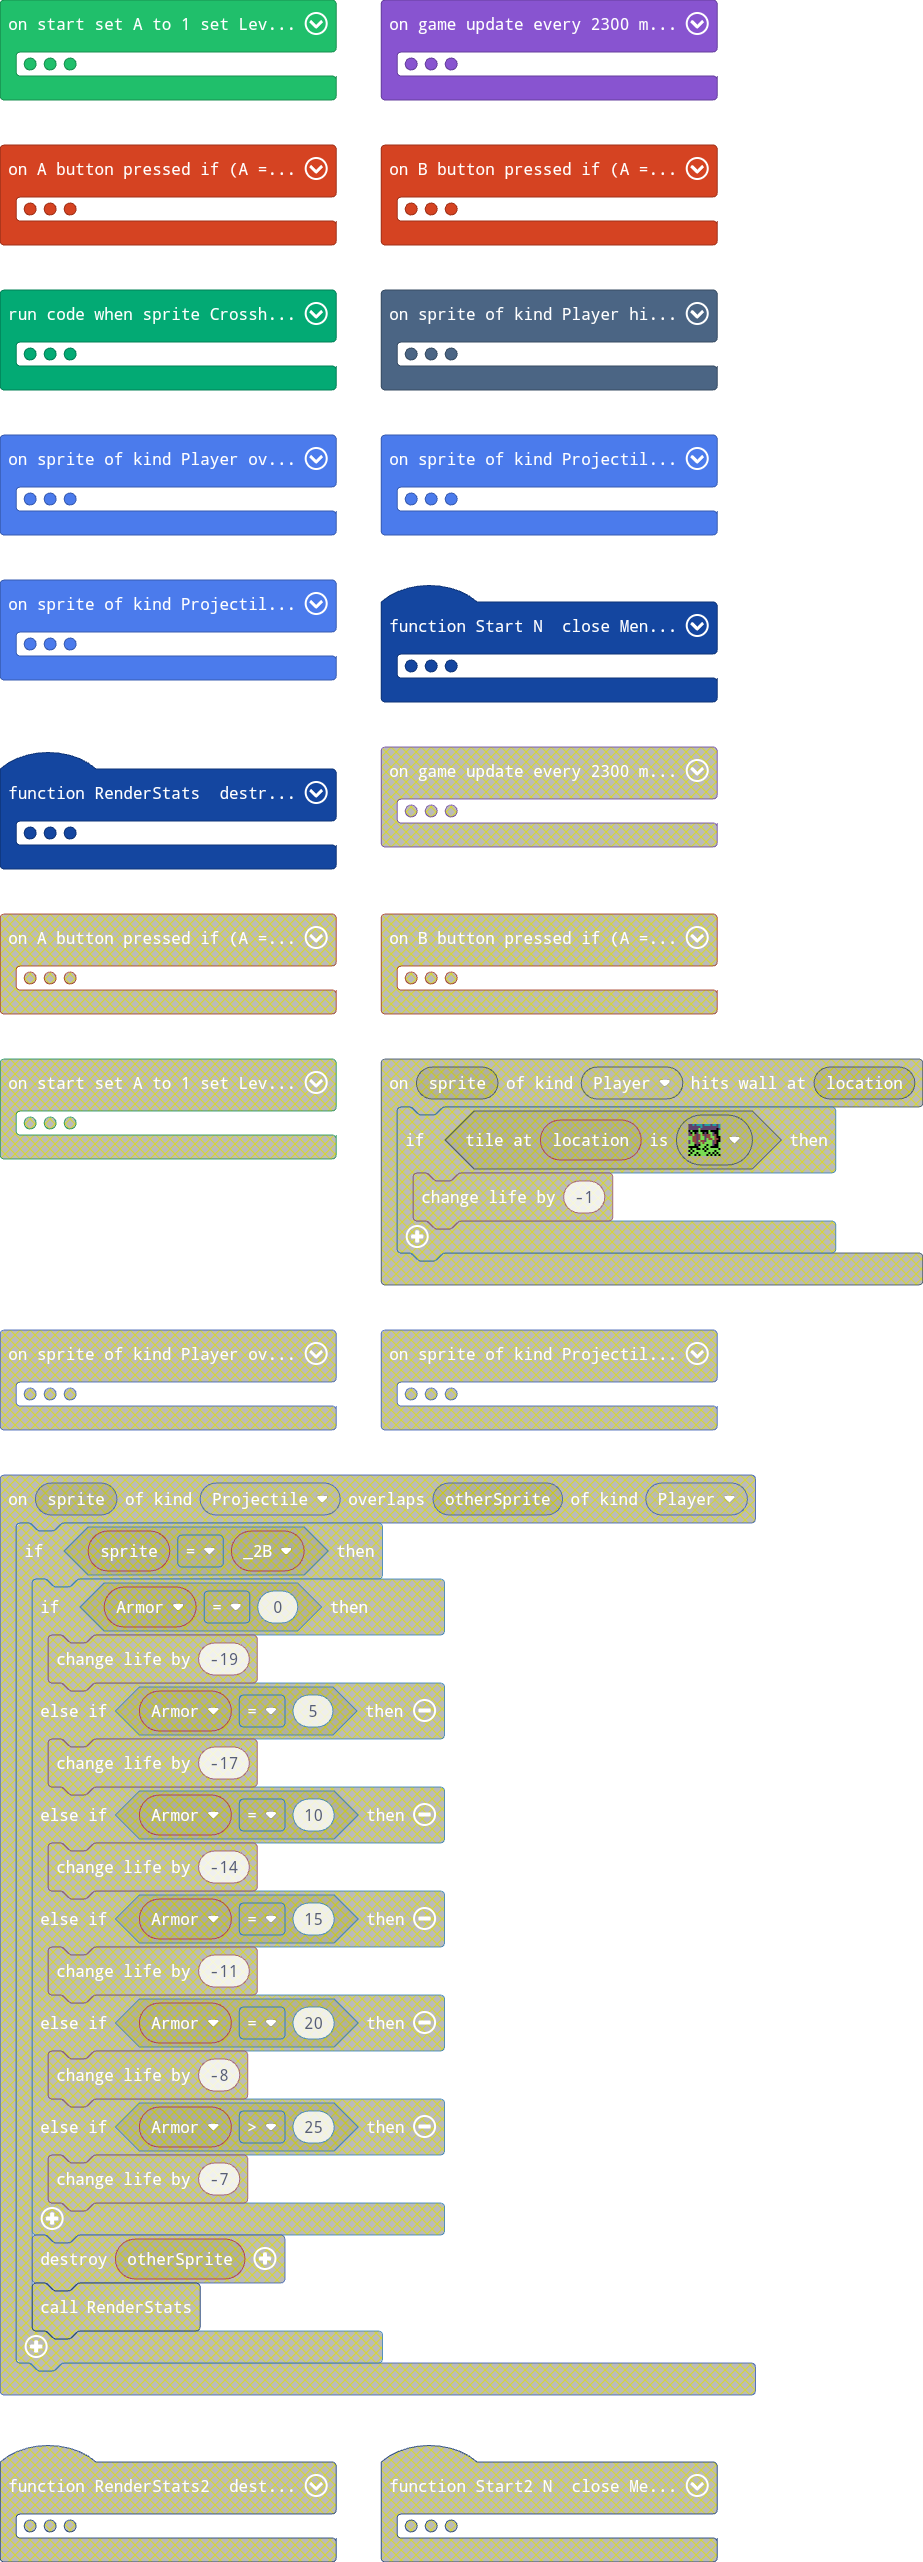 on start set A to 1 set Lev...
on game update every 2300 m...
on A button pressed if (A =...
on B button pressed if (A =...
run code when sprite Crossh...
on sprite of kind Player hi...
on sprite of kind Player ov...
on sprite of kind Projectil...
on sprite of kind Projectil...
function Start N close Men...
function RenderStats destr...
on game update every 2300 m...
on A button pressed if (A =...
on B button pressed if (A =...
on start set A to 1 set Lev...
on sprite of kind Player hits wall at location
if tile at location is then
change life by -1
on sprite of kind Player ov...
on sprite of kind Projectil...
on sprite of kind Projectile overlaps otherSprite of kind Player
if sprite = _2B then
if Armor = 0 then
change life by -19
else if Armor = 5 then
change life by -17
else if Armor = 10 then
change life by -14
else if Armor = 15 then
change life by -11
else if Armor = 20 then
change life by -8
else if Armor > 25 then
change life by -7
destroy otherSprite
call RenderStats
function RenderStats2 dest...
function Start2 N close Me...